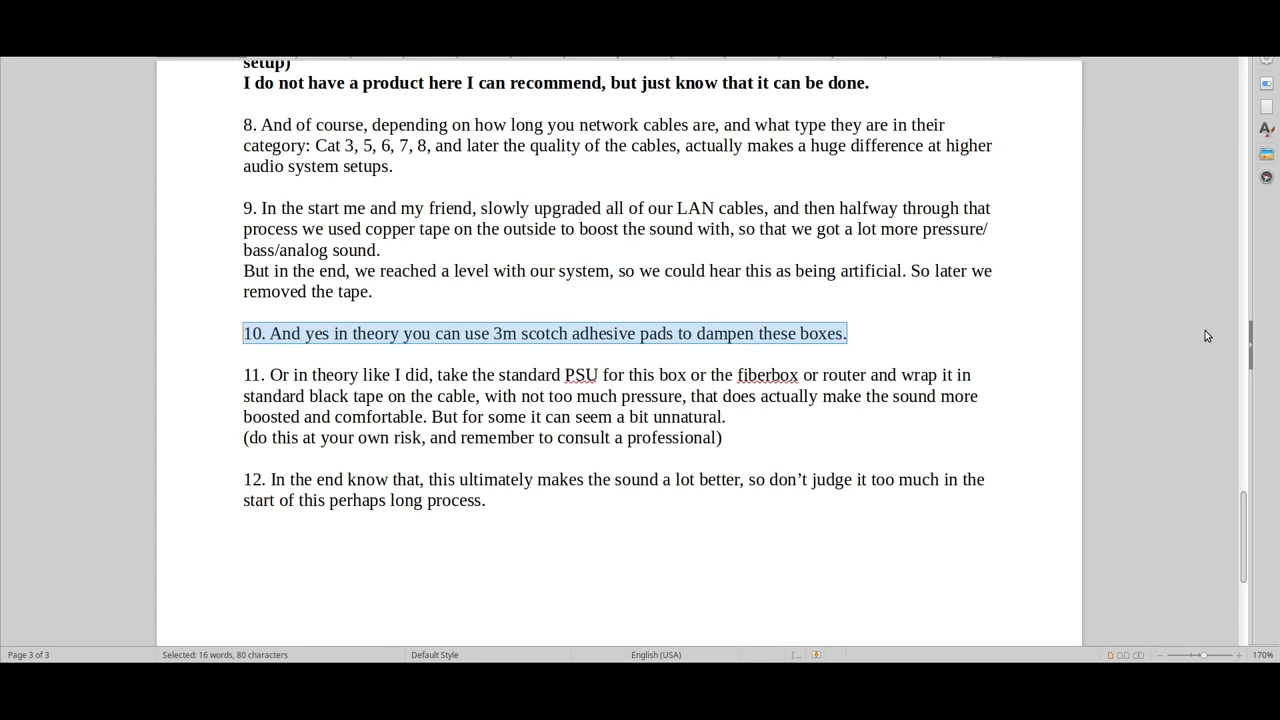 setup)
I do not have a product here I can recommend, but just know that it can be done.
8. And of course, depending on how long you network cables are, and what type they are in their
category: Cat 3, 5, 6, 7, 8, and later the quality of the cables, actually makes a huge difference at higher
audio system setups.
9. In the start me and my friend, slowly upgraded all of our LAN cables, and then halfway through that
process we used copper tape on the outside to boost the sound with, so that we got a lot more pressure/
bass/analog sound.
But in the end, we reached a level with our system, so we could hear this as being artificial. So later we
removed the tape.
10. And yes in theory you can use 3m scotch adhesive pads to dampen these boxes.
11. Or in theory like I did, take the standard PSU for this box or the fiberbox or router and wrap it in
standard black tape on the cable, with not too much pressure, that does actually make the sound more
boosted and comfortable. But for some it can seem a bit unnatural.
(do this at your own risk, and remember to consult a professional)
12. In the end know that, this ultimately makes the sound a lot better, so don’t judge it too much in the
start of this perhaps long process.
Page 3 of 3
Selected: 16 words, 80 characters
Default Style
English (USA)
170%